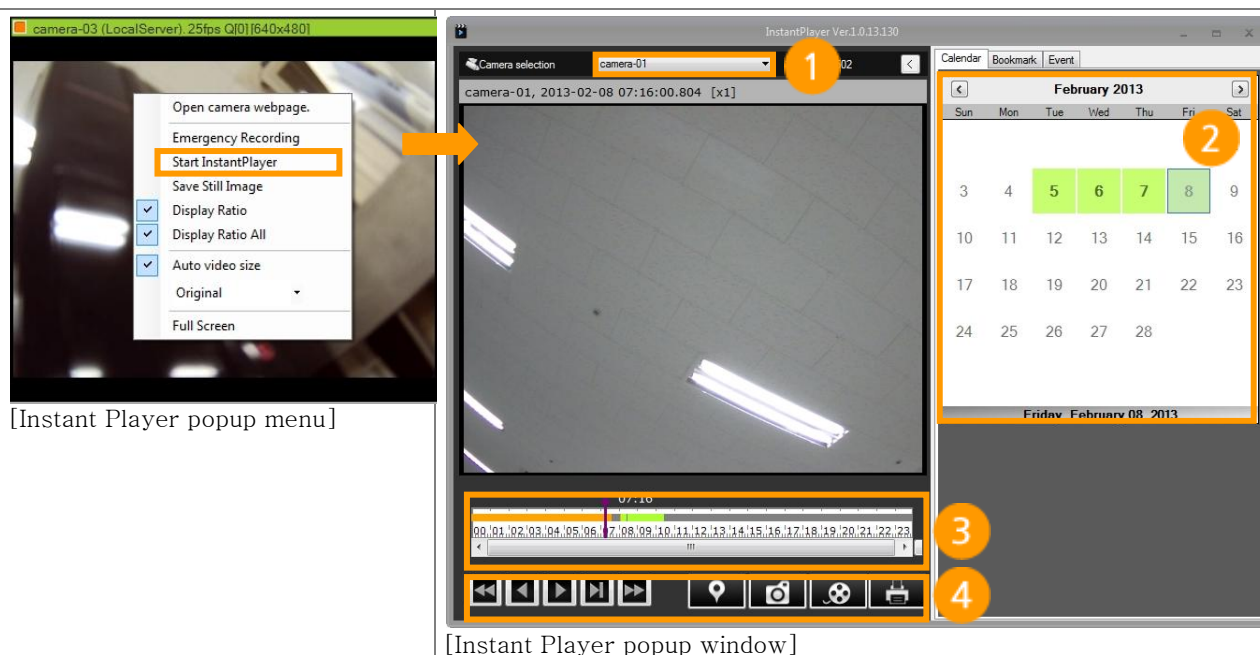 camera-03 (LocalServer). 25fps Q[0] [640x480]
Open camera webpage.
Emergency Recording
Start InstantPlayer
Save Still Image
Display Ratio
Display Ratio All
Auto video size
Original
Full Screen
[Instant Player popup menu]
InstantPlayer Ver.1.0.13.130
Camera selection camera-01 1 02
camera-01, 2013-02-08 07:16:00.804 [x1]
Calendar Bookmark Event
February 2013
Sun Mon Tue Wed Thu Fri Sat
2
3 4 5 6 7 8 9
10 11 12 13 14 15 16
17 18 19 20 21 22 23
24 25 26 27 28
Friday, February 08, 2013
07:16
00 01 02 03 04 05 06 07 08 09 10 11 12 13 14 15 16 17 18 19 20 21 22 23
3
4
[Instant Player popup window]